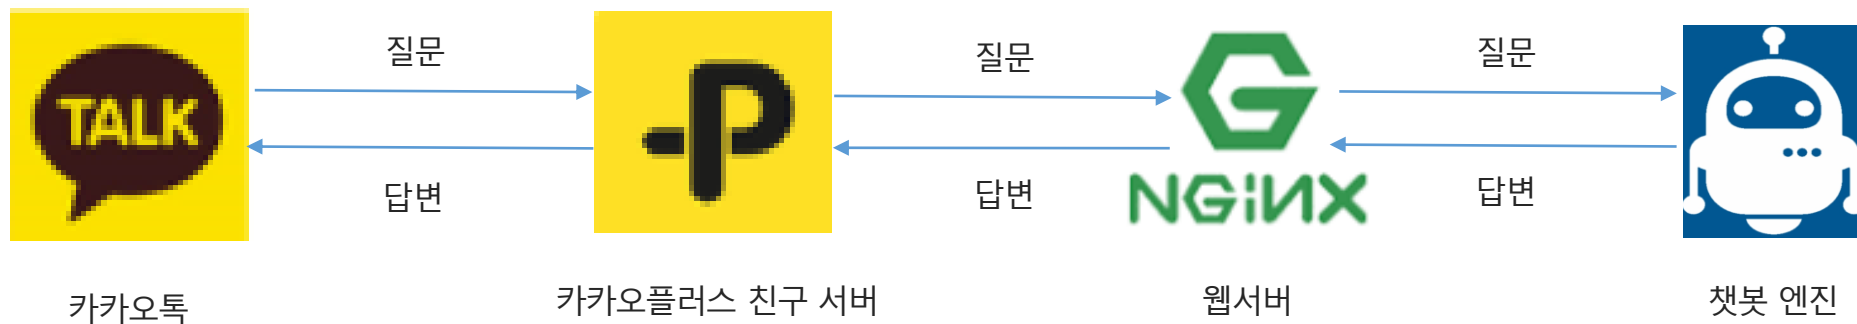 질문
질문
질문
TALK
NGINX
답변
답변
답변
카카오톡
카카오플러스 친구 서버
웹서버
챗봇 엔진